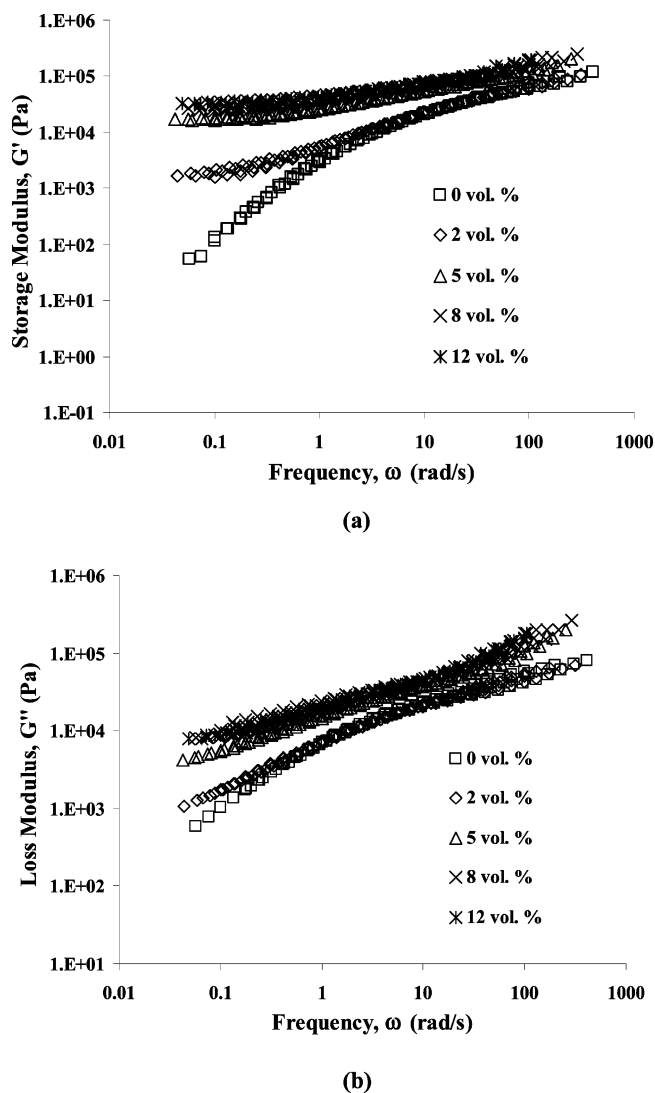 1.E+06
1.E+05
1.E+04
1.E+03
1.E+02
1.E+01
1.E+00
1.E-01
Storage Modulus, G' (Pa)
0 vol. %
2 vol. %
5 vol. %
8 vol. %
12 vol. %
0.01 0.1 1 10 100 1000
Frequency, ω (rad/s)
(a)
1.E+06
1.E+05
1.E+04
1.E+03
1.E+02
1.E+01
Loss Modulus, G'' (Pa)
0 vol. %
2 vol. %
5 vol. %
8 vol. %
12 vol. %
0.01 0.1 1 10 100 1000
Frequency, ω (rad/s)
(b)